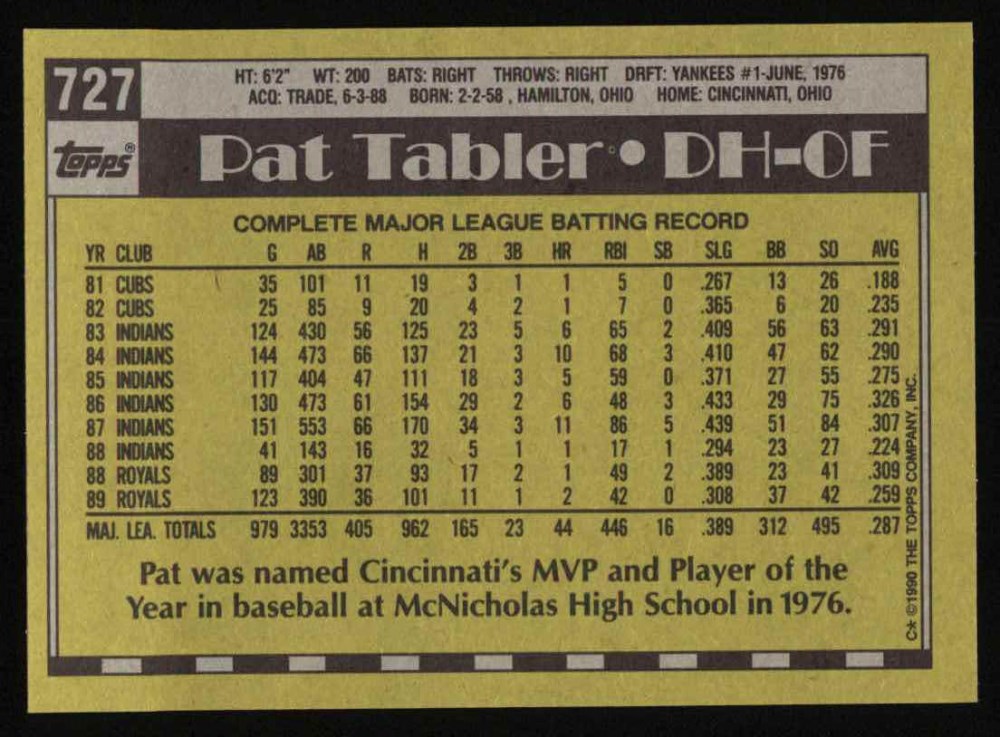 727
HT: 6'2" WT: 200 BATS: RIGHT THROWS: RIGHT DRFT: YANKEES #1-JUNE, 1976
ACQ: TRADE, 6-3-88 BORN: 2-2-58 , HAMILTON, OHIO HOME: CINCINNATI, OHIO
topps®
Pat Tabler • DH-OF
COMPLETE MAJOR LEAGUE BATTING RECORD
YR CLUB G AB R H 2B 3B HR RBI SB SLG BB SO AVG
81 CUBS 35 101 11 19 3 1 1 5 0 .267 13 26 .188
82 CUBS 25 85 9 20 4 2 1 7 0 .365 6 20 .235
83 INDIANS 124 430 56 125 23 5 6 65 2 .409 56 63 .291
84 INDIANS 144 473 66 137 21 3 10 68 3 .410 47 62 .290
85 INDIANS 117 404 47 111 18 3 5 59 0 .371 27 55 .275
86 INDIANS 130 473 61 154 29 2 6 48 3 .433 29 75 .326
87 INDIANS 151 553 66 170 34 3 11 86 5 .439 51 84 .307
88 INDIANS 41 143 16 32 5 1 1 17 1 .294 23 27 .224
88 ROYALS 89 301 37 93 17 2 1 49 2 .389 23 41 .309
89 ROYALS 123 390 36 101 11 1 2 42 0 .308 37 42 .259
MAJ. LEA. TOTALS 979 3353 405 962 165 23 44 446 16 .389 312 495 .287
Pat was named Cincinnati's MVP and Player of the
Year in baseball at McNicholas High School in 1976.
C* ©1990 THE TOPPS COMPANY, INC.